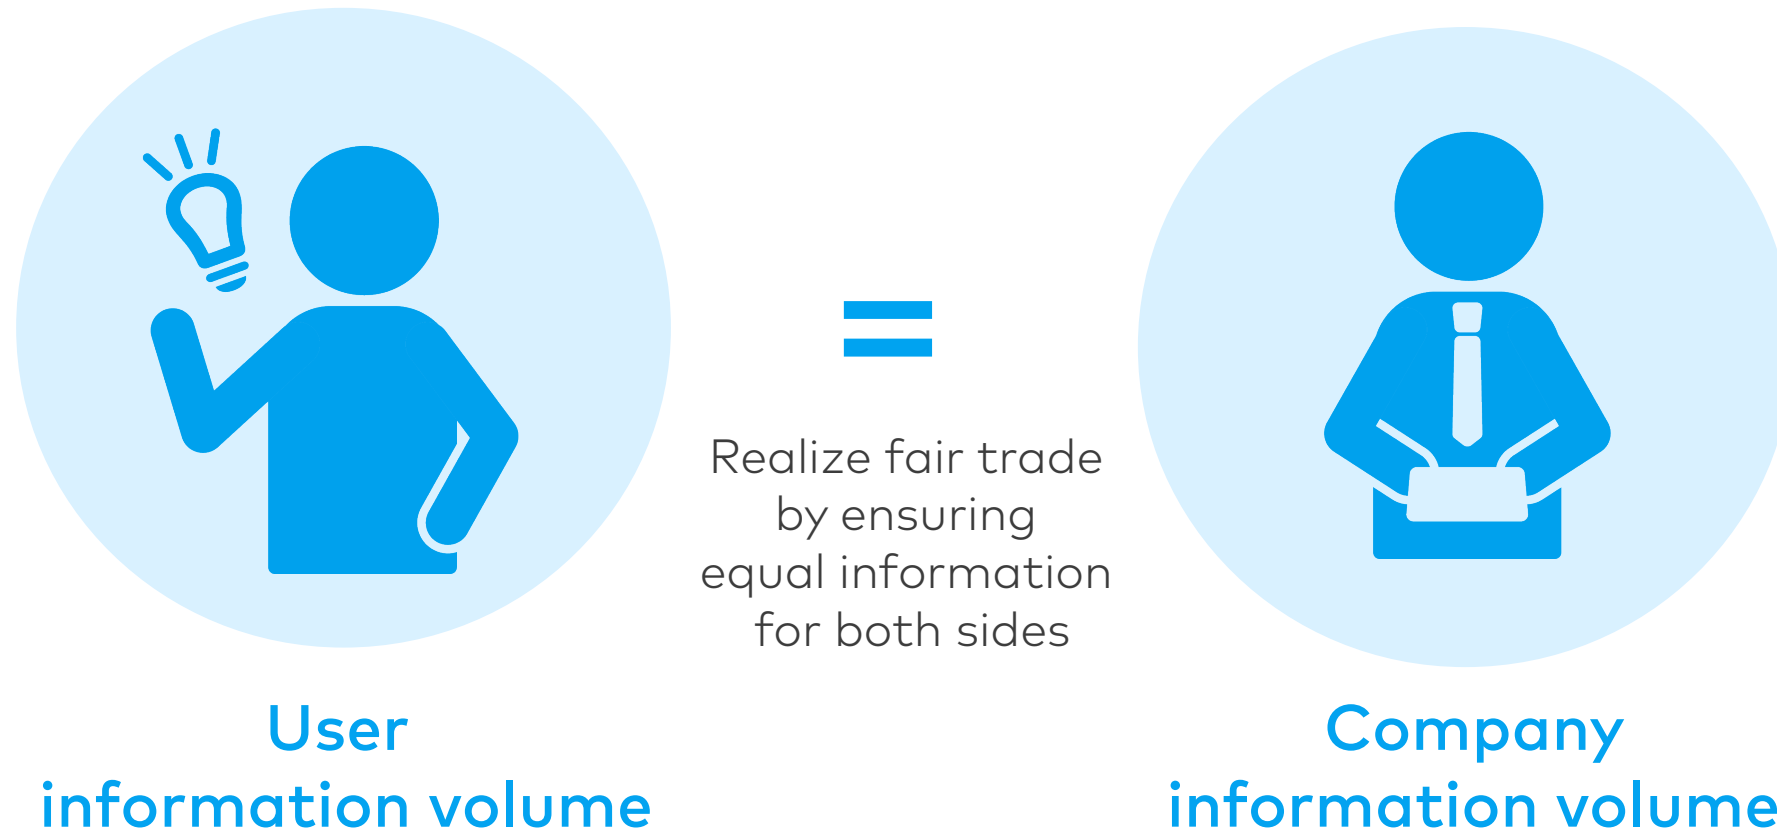 =
Realize fair trade
by ensuring
equal information
for both sides
User
information volume
Company
information volume